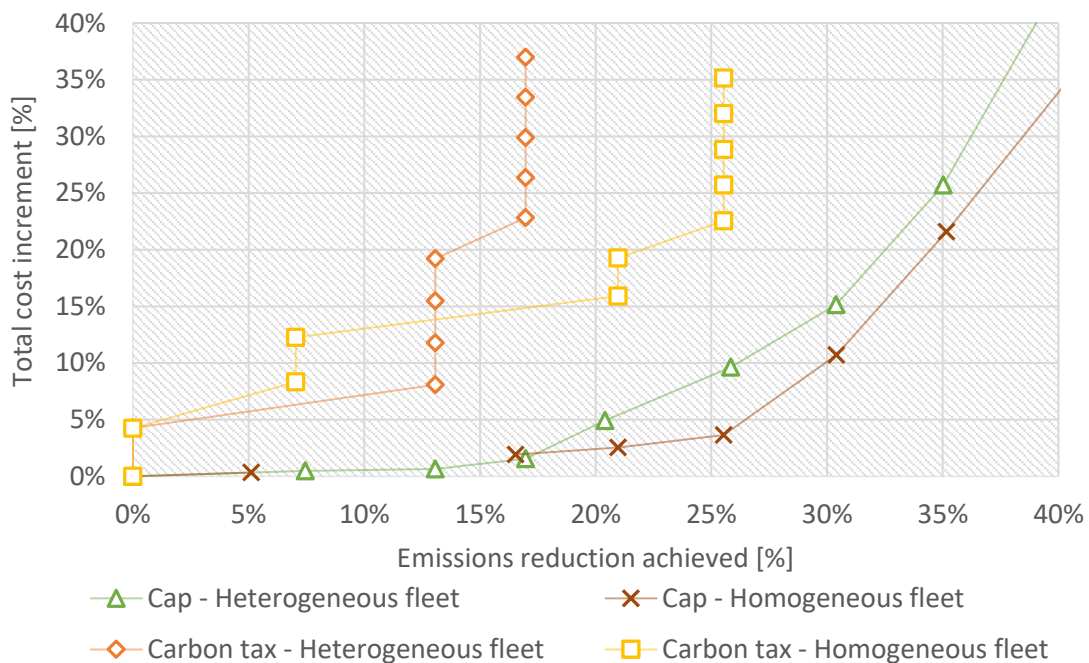 Total cost increment [%]
40%
35%
30%
25%
20%
15%
10%
5%
0%
0% 5% 10% 15% 20% 25% 30% 35% 40%
Emissions reduction achieved [%]
Cap - Heterogeneous fleet Cap - Homogeneous fleet
Carbon tax - Heterogeneous fleet Carbon tax - Homogeneous fleet